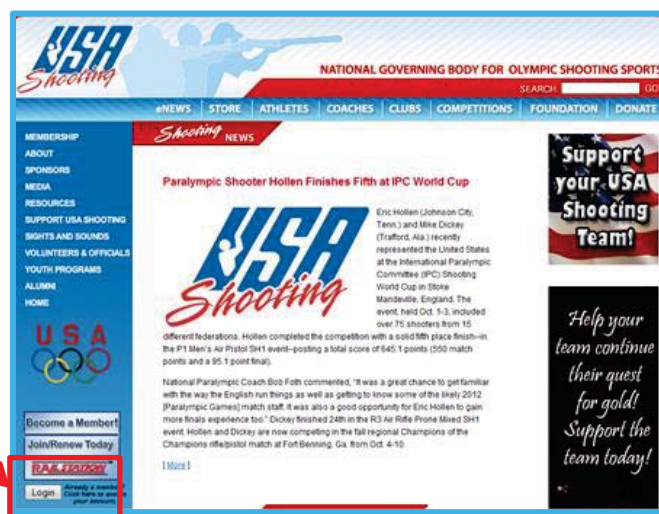 USA
Shooting
NATIONAL GOVERNING BODY FOR OLYMPIC SHOOTING SPORTS
SEARCH: GO
eNEWS STORE ATHLETES COACHES CLUBS COMPETITIONS FOUNDATION DONATE
MEMBERSHIP
ABOUT
SPONSORS
MEDIA
RESOURCES
SUPPORT USA SHOOTING
SIGHTS AND SOUNDS
VOLUNTEERS & OFFICIALS
YOUTH PROGRAMS
ALUMNI
HOME
USA
Become a Member!
Join/Renew Today
Login
Already a member?
Click here to access
your account.
Shooting NEWS
Paralympic Shooter Hollen Finishes Fifth at IPC World Cup
USA
Shooting
Eric Hollen (Johnson City,
Tenn.) and Mike Dickey
(Trafford, Ala.) recently
represented the United States
at the International Paralympic
Committee (IPC) Shooting
World Cup in Stoke
Mandeville, England. The
event, held Oct. 1-3, included
over 75 shooters from 15
different federations. Hollen completed the competition with a solid fifth place finish--in
the P1 Men's Air Pistol SH1 event--posting a total score of 645.1 points (550 match
points and a 95.1 point final).
National Paralympic Coach Bob Foth commented, "It was a great chance to get familiar
with the way the English run things as well as getting to know some of the likely 2012
[Paralympic Games] match staff. It was also a good opportunity for Eric Hollen to gain
more finals experience too." Dickey finished 24th in the R3 Air Rifle Prone Mixed SH1
event. Hollen and Dickey are now competing in the fall regional Champions of the
Champions rifle/pistol match at Fort Benning, Ga. from Oct. 4-10.
[ More ]
Support
your USA
Shooting
Team!
Help your
team continue
their quest
for gold!
Support the
team today!